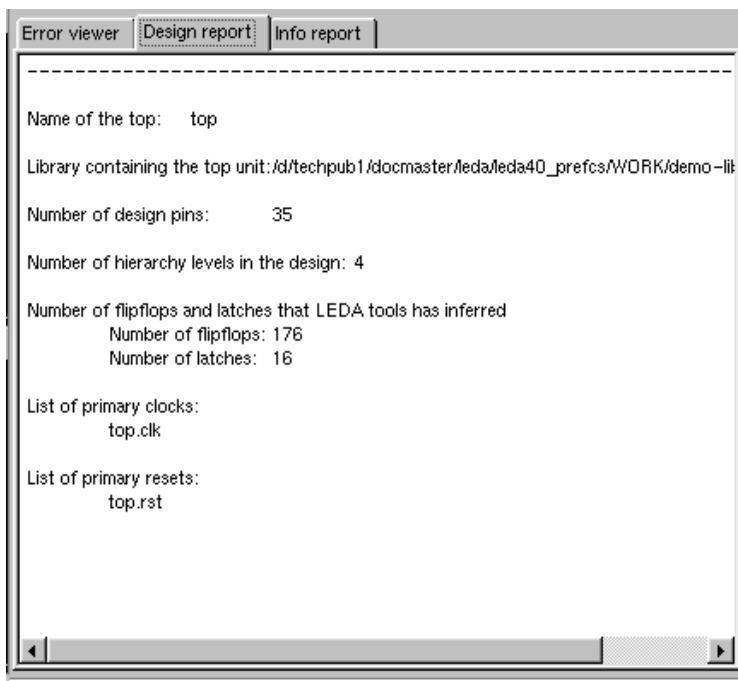 Error viewer Design report Info report
--------------------------------------------------------------
Name of the top: top
Library containing the top unit:/d/techpub1/docmaster/leda/leda40_prefcs/WORK/demo-lib
Number of design pins: 35
Number of hierarchy levels in the design: 4
Number of flipflops and latches that LEDA tools has inferred
Number of flipflops: 176
Number of latches: 16
List of primary clocks:
top.clk
List of primary resets:
top.rst